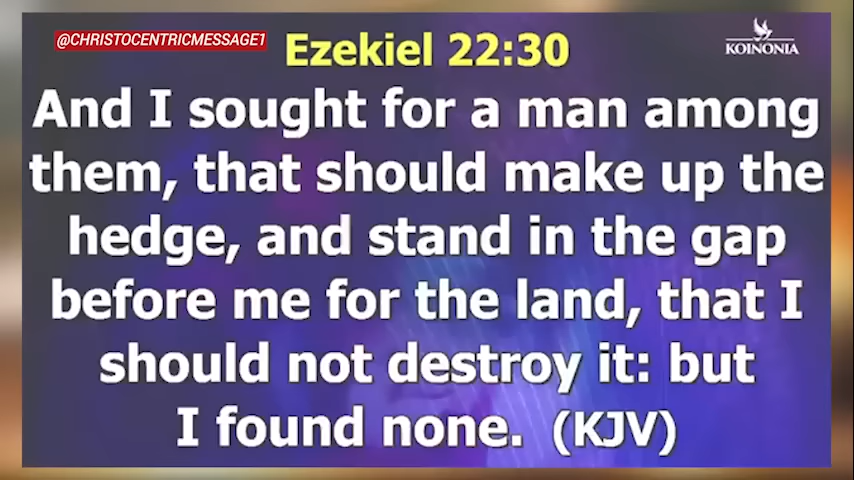 @CHRISTOCENTRICMESSAGE1
Ezekiel 22:30
KOINONIA
And I sought for a man among
them, that should make up the
hedge, and stand in the gap
before me for the land, that I
should not destroy it: but
I found none. (KJV)